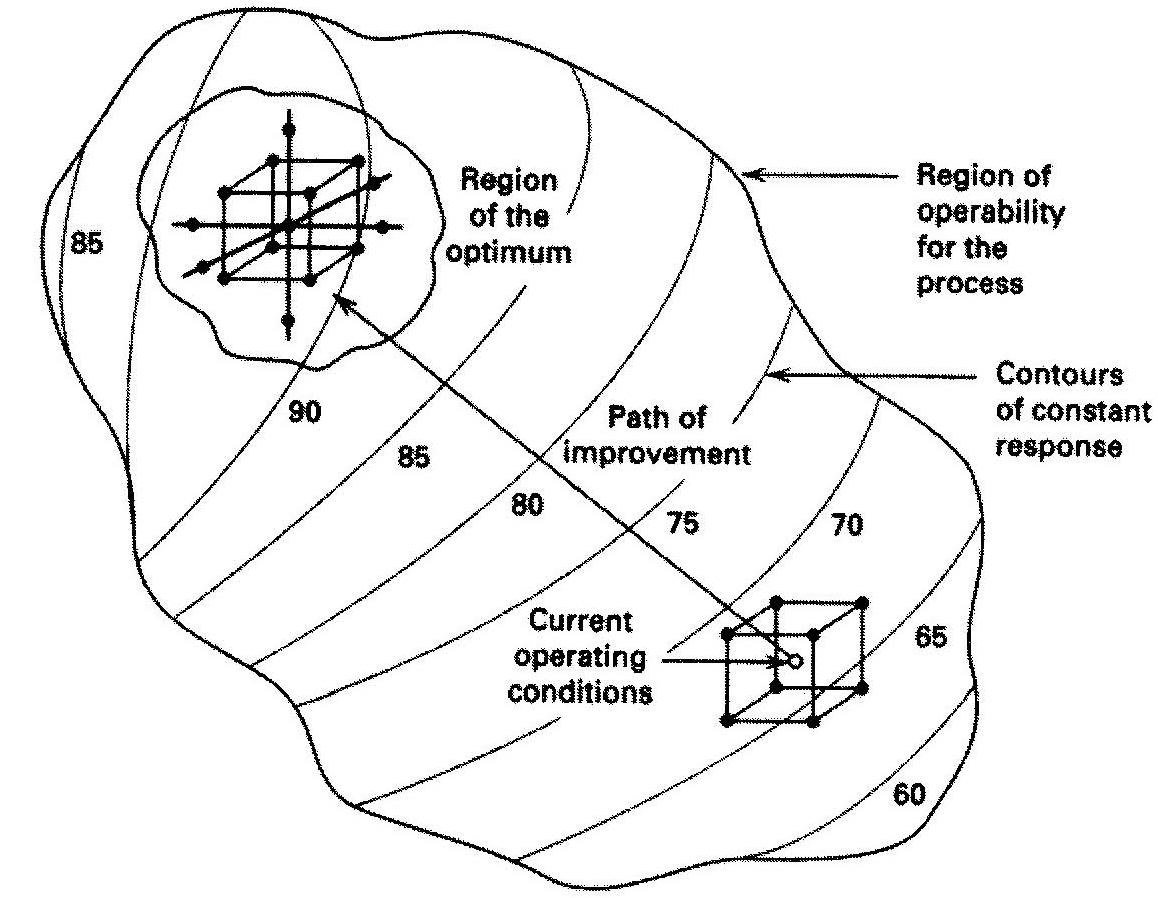 85
Region
of the
optimum
Region of
operability
for the
process
Contours
of constant
response
90
85
Path of
improvement
80
75
70
Current
operating
conditions
65
60